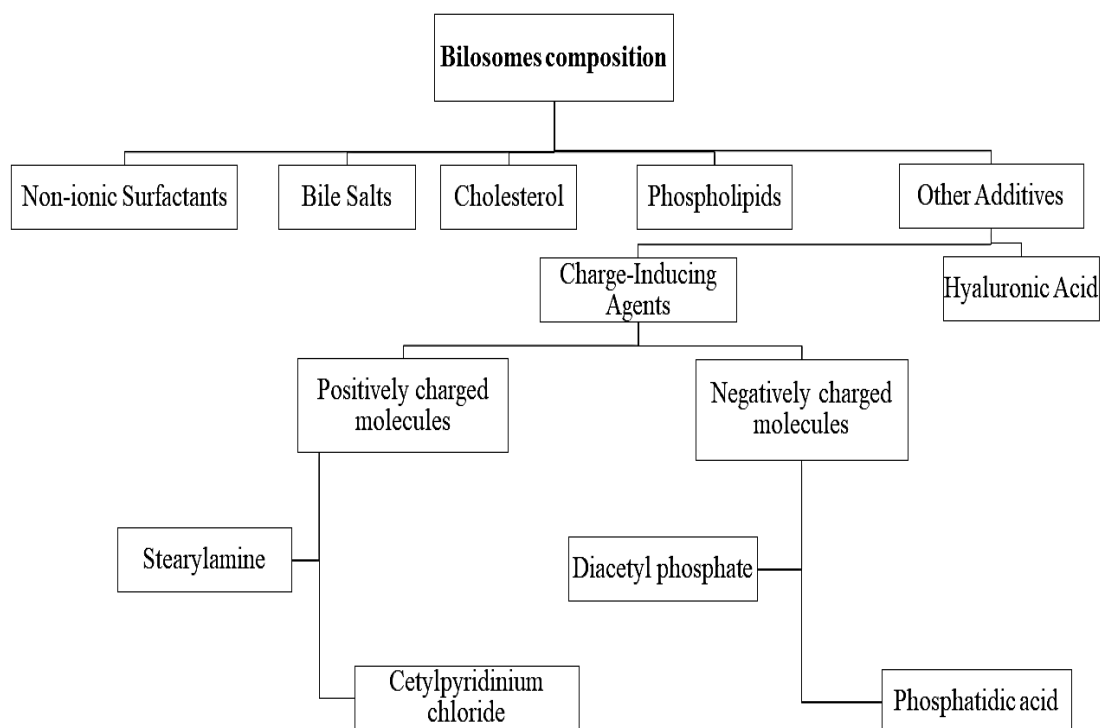 Bilosomes composition
Non-ionic Surfactants
Bile Salts
Cholesterol
Phospholipids
Other Additives
Charge-Inducing
Agents
Hyaluronic Acid
Positively charged
molecules
Negatively charged
molecules
Stearylamine
Diacetyl phosphate
Cetylpyridinium
chloride
Phosphatidic acid